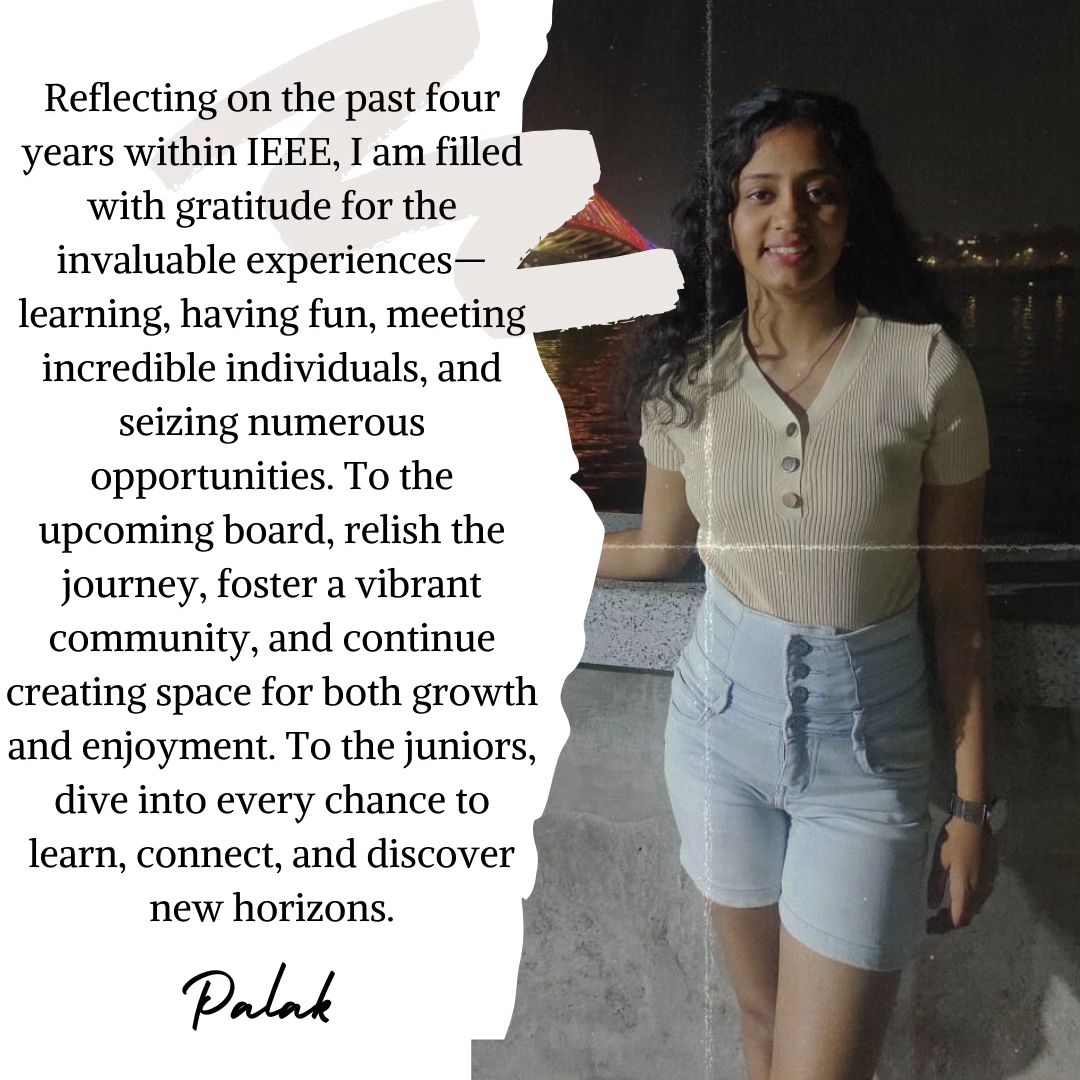 Reflecting on the past four
years within IEEE, I am filled
with gratitude for the
invaluable experiences—
learning, having fun, meeting
incredible individuals, and
seizing numerous
opportunities. To the
upcoming board, relish the
journey, foster a vibrant
community, and continue
creating space for both growth
and enjoyment. To the juniors,
dive into every chance to
learn, connect, and discover
new horizons.
Palak